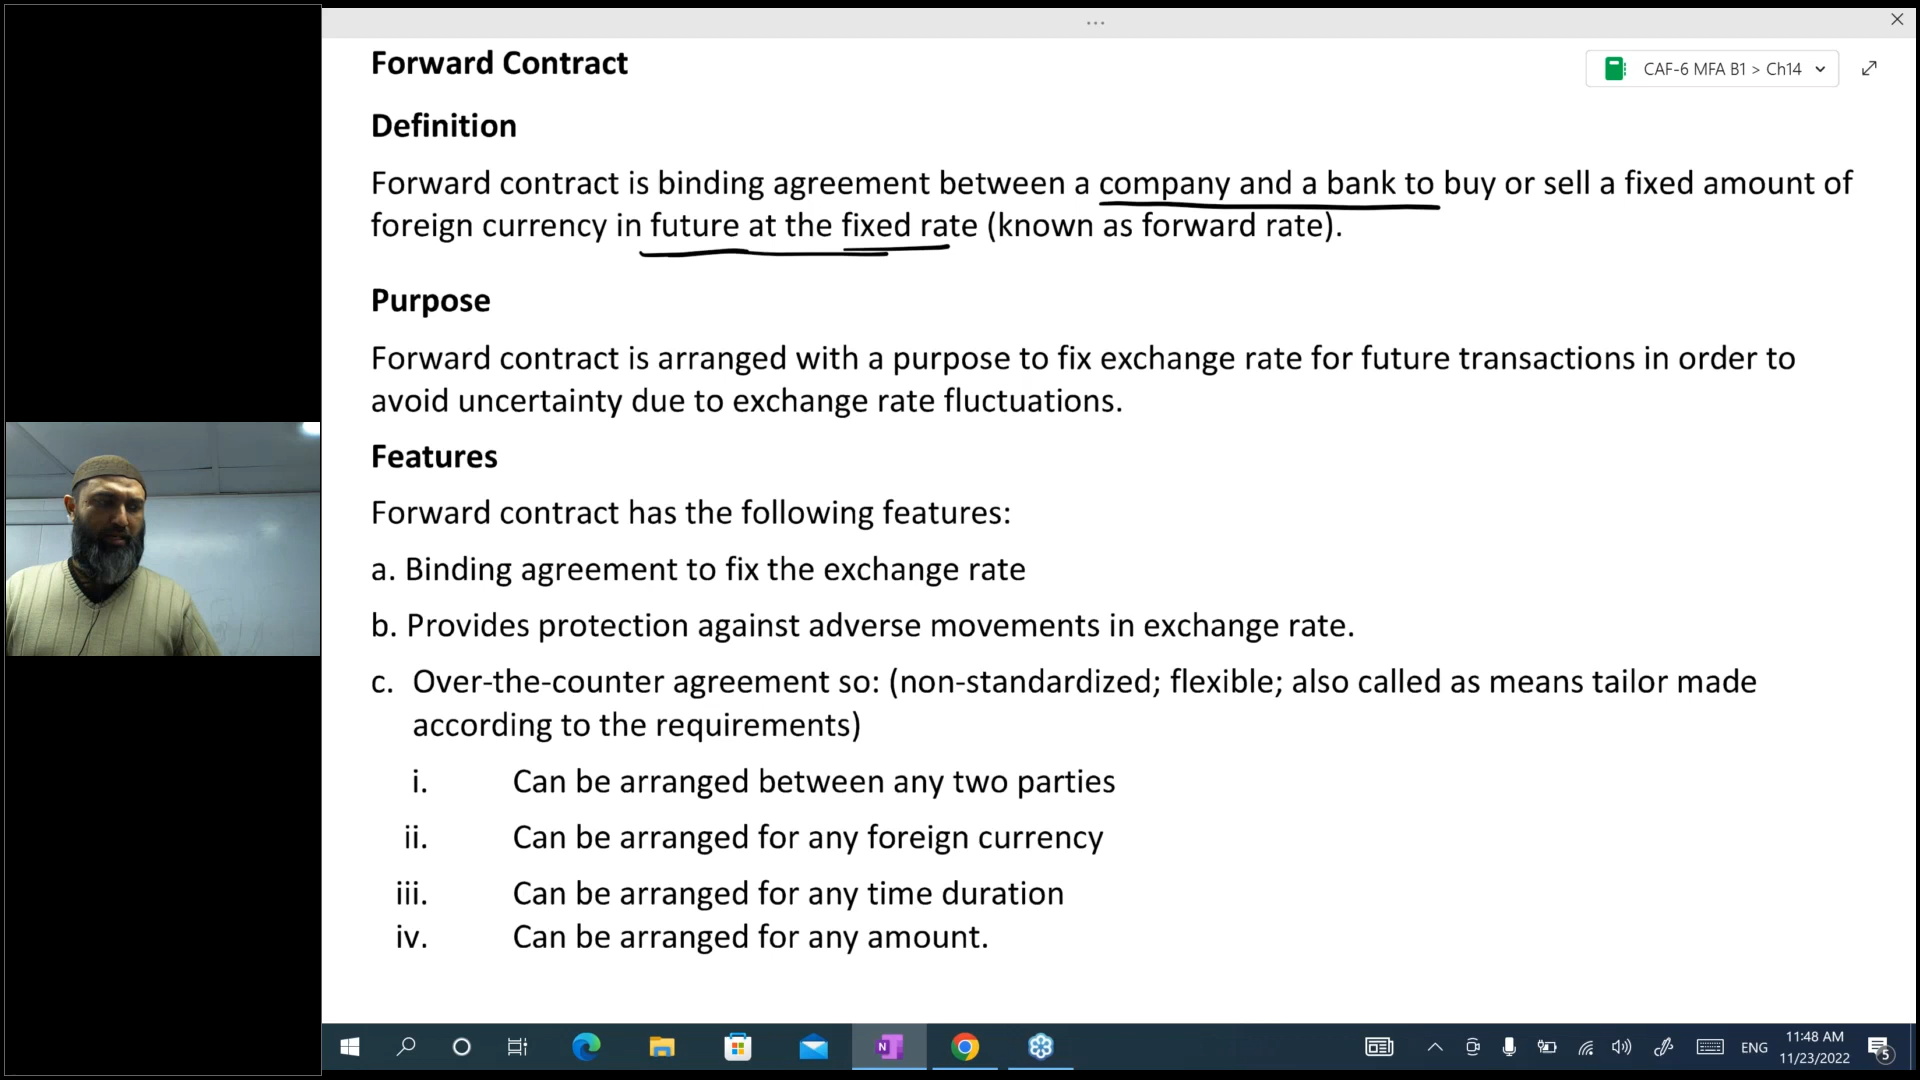 Forward Contract
CAF-6 MFA B1 > Ch14
Definition
Forward contract is binding agreement between a company and a bank to buy or sell a fixed amount of
foreign currency in future at the fixed rate (known as forward rate).
Purpose
Forward contract is arranged with a purpose to fix exchange rate for future transactions in order to
avoid uncertainty due to exchange rate fluctuations.
Features
Forward contract has the following features:
a. Binding agreement to fix the exchange rate
b. Provides protection against adverse movements in exchange rate.
c. Over-the-counter agreement so: (non-standardized; flexible; also called as means tailor made
according to the requirements)
i. Can be arranged between any two parties
ii. Can be arranged for any foreign currency
iii. Can be arranged for any time duration
iv. Can be arranged for any amount.
N
ENG
11:48 AM
11/23/2022
5